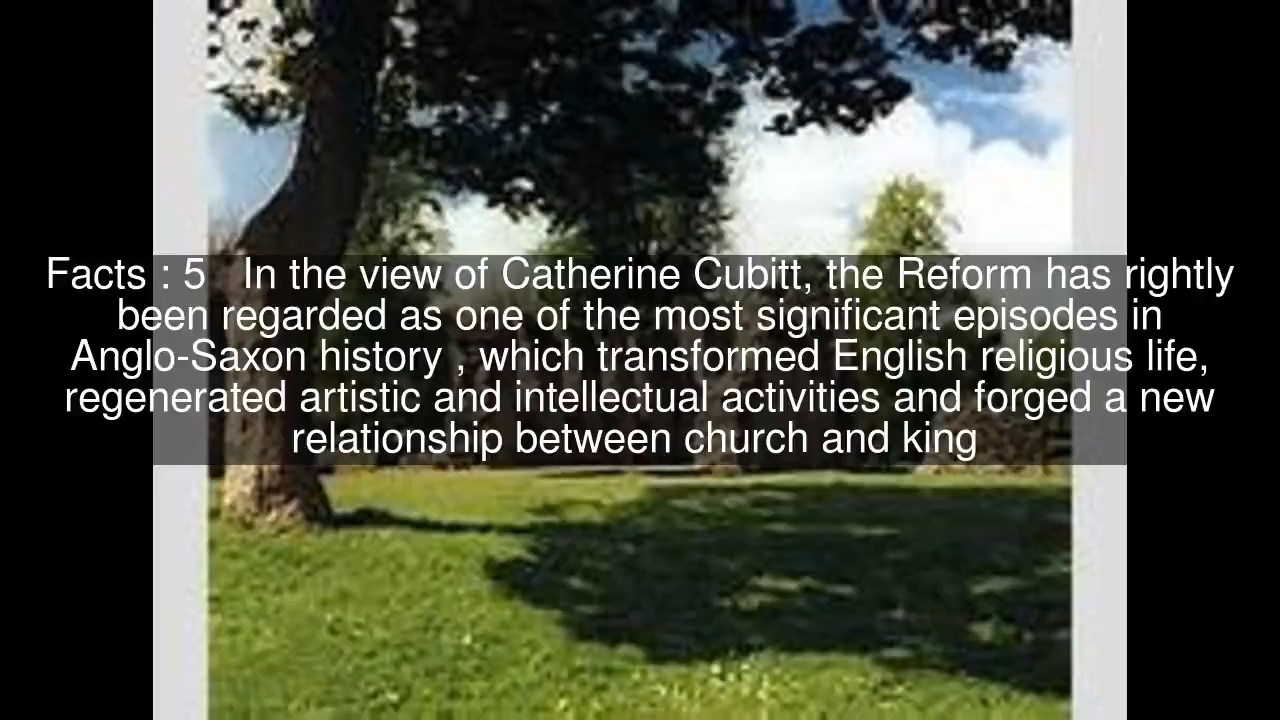 Facts : 5   In the view of Catherine Cubitt, the Reform has rightly
been regarded as one of the most significant episodes in
Anglo-Saxon history , which transformed English religious life,
regenerated artistic and intellectual activities and forged a new
relationship between church and king